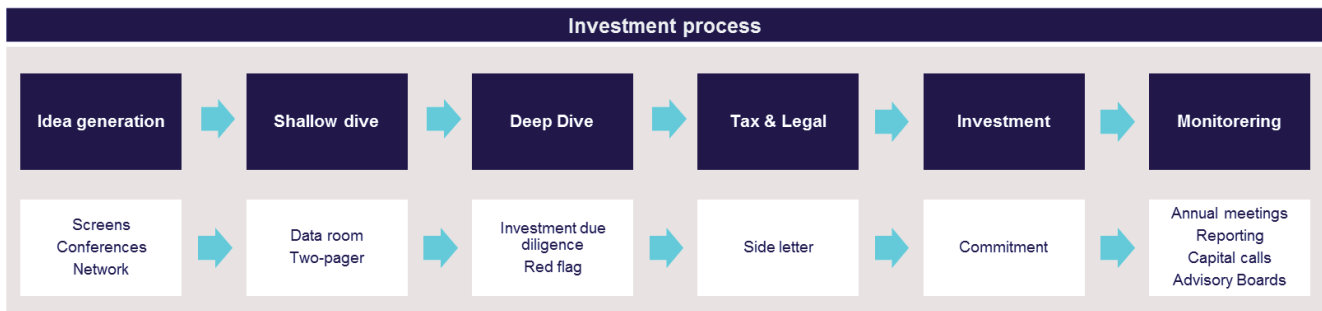 Investment process
Idea generation
Shallow dive
Deep Dive
Tax & Legal
Investment
Monitorering
Screens
Conferences
Network
Data room
Two-pager
Investment due
diligence
Red flag
Side letter
Commitment
Annual meetings
Reporting
Capital calls
Advisory Boards